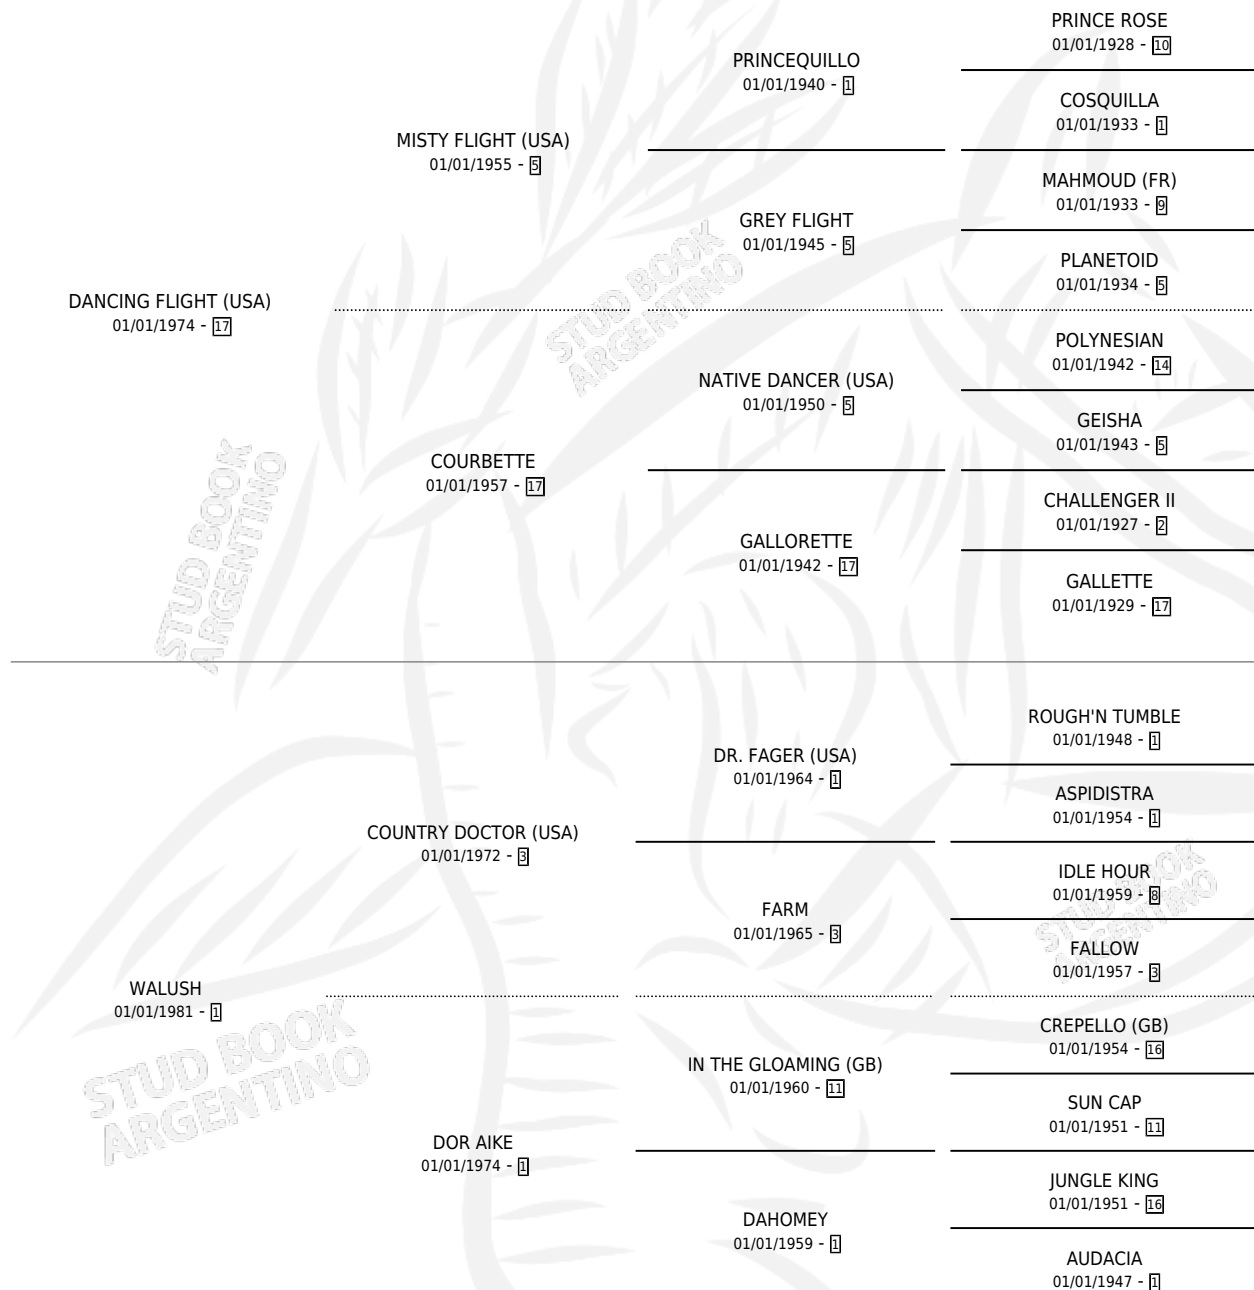 PRINCE ROSE
01/01/1928 - 10
PRINCEQUILLO
01/01/1940 - 1
COSQUILLA
01/01/1933 - 1
MISTY FLIGHT (USA)
01/01/1955 - 5
MAHMOUD (FR)
01/01/1933 - 9
GREY FLIGHT
01/01/1945 - 5
PLANETOID
01/01/1934 - 5
DANCING FLIGHT (USA)
01/01/1974 - 17
POLYNESIAN
01/01/1942 - 14
NATIVE DANCER (USA)
01/01/1950 - 5
GEISHA
01/01/1943 - 5
COURBETTE
01/01/1957 - 17
CHALLENGER II
01/01/1927 - 2
GALLORETTE
01/01/1942 - 17
GALLETTE
01/01/1929 - 17
STUD BOOK
ARGENTINO
STUD BOOK
ARGENTINO
ROUGH'N TUMBLE
01/01/1948 - 1
DR. FAGER (USA)
01/01/1964 - 1
ASPIDISTRA
01/01/1954 - 1
COUNTRY DOCTOR (USA)
01/01/1972 - 3
IDLE HOUR
01/01/1959 - 8
FARM
01/01/1965 - 3
FALLOW
01/01/1957 - 3
WALUSH
01/01/1981 - 1
CREPELLO (GB)
01/01/1954 - 16
IN THE GLOAMING (GB)
01/01/1960 - 11
SUN CAP
01/01/1951 - 11
DOR AIKE
01/01/1974 - 1
JUNGLE KING
01/01/1951 - 16
DAHOMEY
01/01/1959 - 1
AUDACIA
01/01/1947 - 1
STUD BOOK
ARGENTINO
STUD BOOK
ARGENTINO